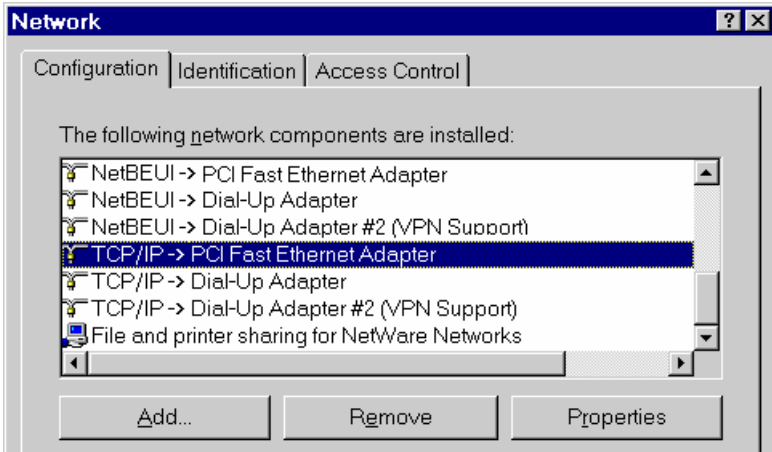 Network
Configuration Identification Access Control
The following network components are installed:
NetBEUI -> PCI Fast Ethernet Adapter
NetBEUI -> Dial-Up Adapter
NetBEUI -> Dial-Up Adapter #2 (VPN Support)
TCP/IP -> PCI Fast Ethernet Adapter
TCP/IP -> Dial-Up Adapter
TCP/IP -> Dial-Up Adapter #2 (VPN Support)
File and printer sharing for NetWare Networks
Add... Remove Properties